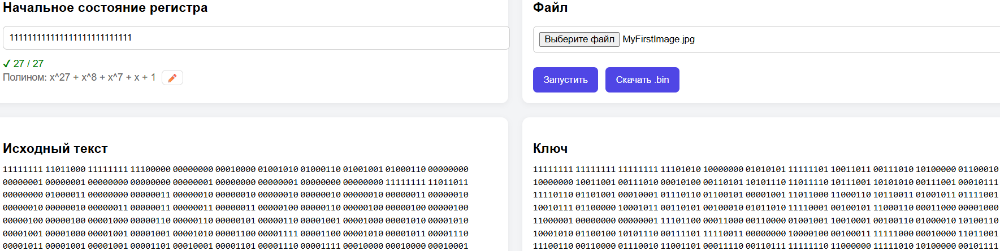 Начальное состояние регистра
111111111111111111111111111
✓ 27 / 27
Полином: x^27 + x^8 + x^7 + x + 1
Файл
Выберите файл MyFirstImage.jpg
Запустить Скачать .bin
Исходный текст
11111111 11011000 11111111 11100000 00000000 00010000 01001010 01000110 01001001 01000110 00000000
00000001 00000001 00000000 00000000 00000001 00000000 00000001 00000000 00000000 11111111 11011011
00000000 01000011 00000000 00000011 00000010 00000010 00000010 00000010 00000010 00000011 00000010
00000010 00000010 00000011 00000011 00000011 00000011 00000100 00000110 00000100 00000100 00000100
00000100 00000100 00001000 00000110 00000110 00000101 00000110 00001001 00001000 00001010 00001010
00001001 00001000 00001001 00001001 00001010 00001100 00001111 00001100 00001010 00001011 00001110
00001011 00001001 00001001 00001101 00010001 00001101 00001110 00001111 00010000 00010000 00010001
Ключ
11111111 11111111 11111111 11101010 10000000 01010101 11111101 10011011 00111010 10100000 01100010
10000000 10011001 00111010 00010100 00110101 10101110 11011110 10111001 10101010 00111001 00010111
11110110 01101001 00010001 01110110 01100101 00001001 11011000 11000110 10110011 01001011 01111001
10010111 01100000 10001011 00110101 00100010 01011010 11110001 00100101 11000110 00011000 00001000
11000001 00000000 00000001 11101100 00011000 00110000 01001001 10010001 00100110 01000010 10100110
10001010 01100100 10101110 00111101 11110011 00000000 10000100 00100011 11111000 00010000 11011001
11100110 00110000 01110010 11001101 00011110 00110111 11111110 11000000 11111110 10100000 00101111